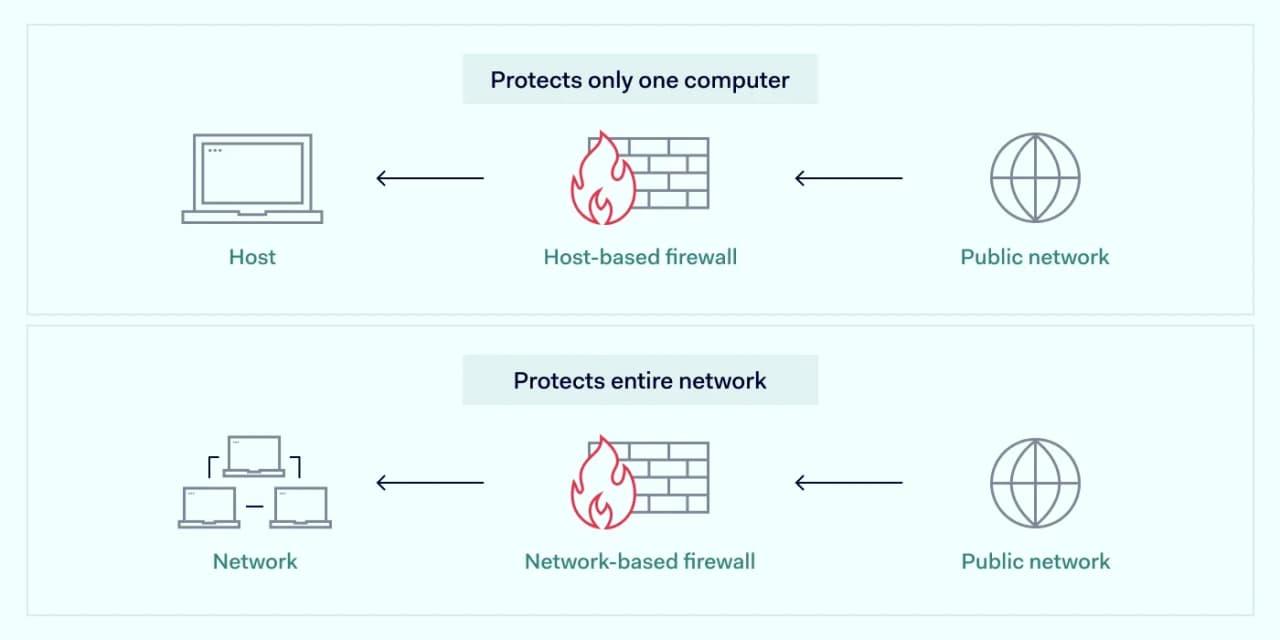 Protects only one computer
Host
Host-based firewall
Public network
Protects entire network
Network
Network-based firewall
Public network